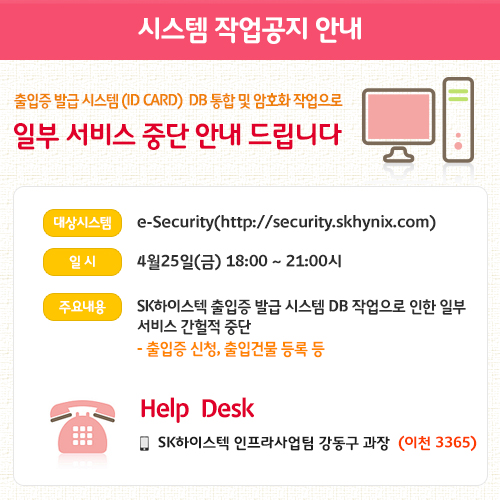 시스템 작업공지 안내
출입증 발급 시스템 (ID CARD) DB 통합 및 암호화 작업으로
일부 서비스 중단 안내 드립니다
대상시스템 e-Security(http://security.skhynix.com)
일 시 4월25일(금) 18:00 ~ 21:00시
주요내용 SK하이스텍 출입증 발급 시스템 DB 작업으로 인한 일부
서비스 간헐적 중단
- 출입증 신청, 출입건물 등록 등
Help Desk
SK하이스텍 인프라사업팀 강동구 과장 (이천 3365)